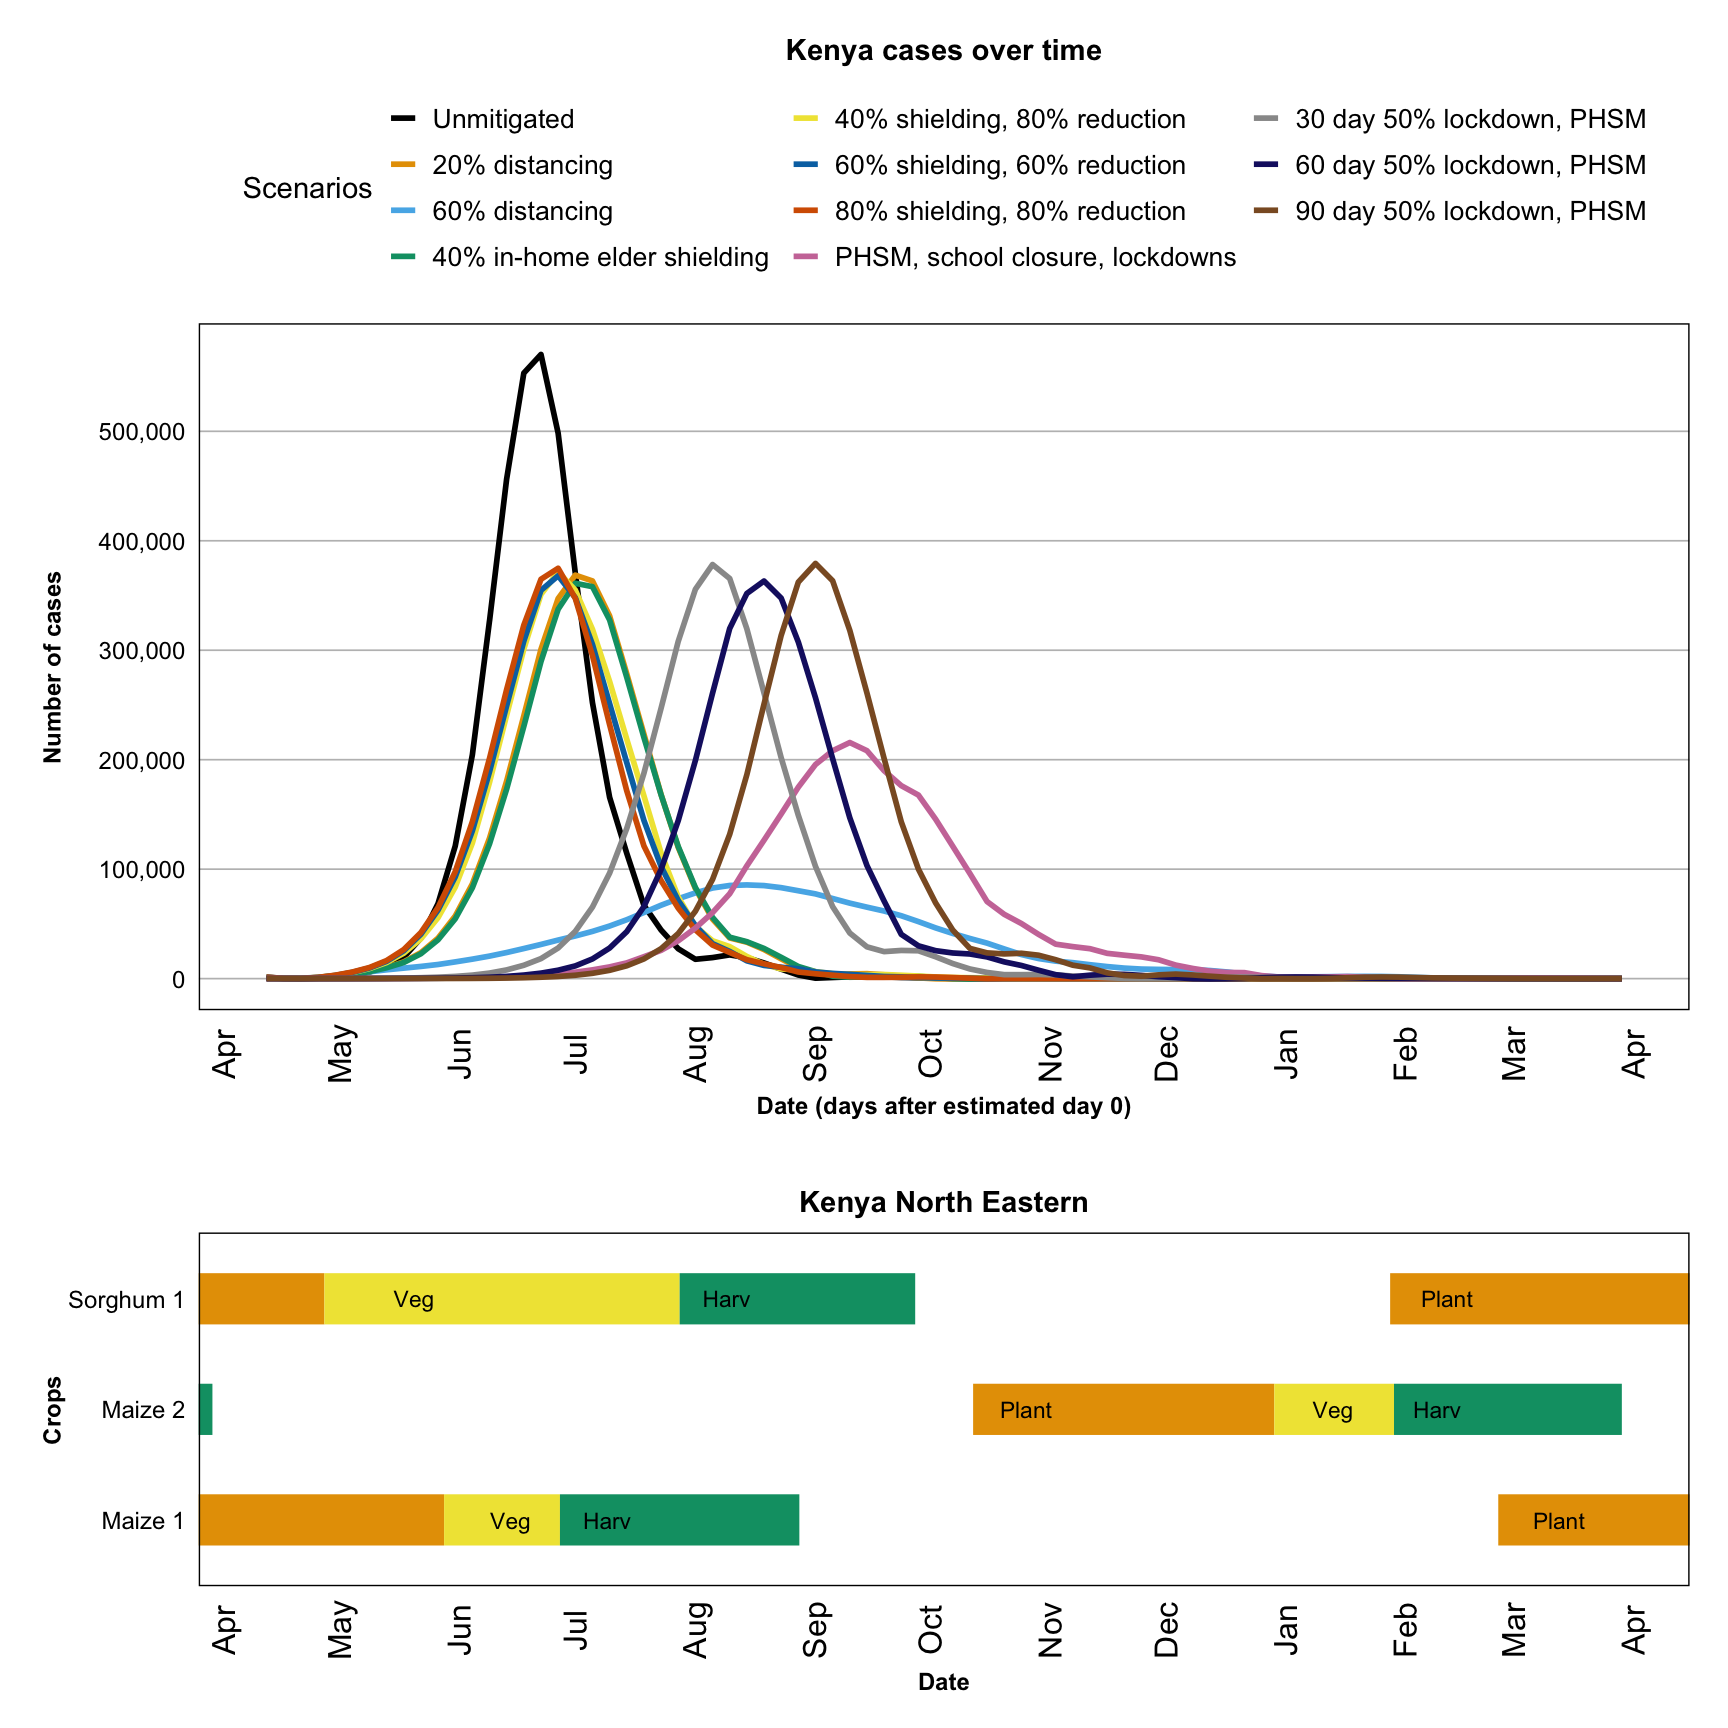 Kenya cases over time
Scenarios
Unmitigated
20% distancing
60% distancing
40% in-home elder shielding
40% shielding, 80% reduction
60% shielding, 60% reduction
80% shielding, 80% reduction
PHSM, school closure, lockdowns
30 day 50% lockdown, PHSM
60 day 50% lockdown, PHSM
90 day 50% lockdown, PHSM
Number of cases
500,000
400,000
300,000
200,000
100,000
0
Apr May Jun Jul Aug Sep Oct Nov Dec Jan Feb Mar Apr
Date (days after estimated day 0)
Kenya North Eastern
Crops
Sorghum 1 Veg Harv Plant
Maize 2 Plant Veg Harv
Maize 1 Veg Harv Plant
Apr May Jun Jul Aug Sep Oct Nov Dec Jan Feb Mar Apr
Date